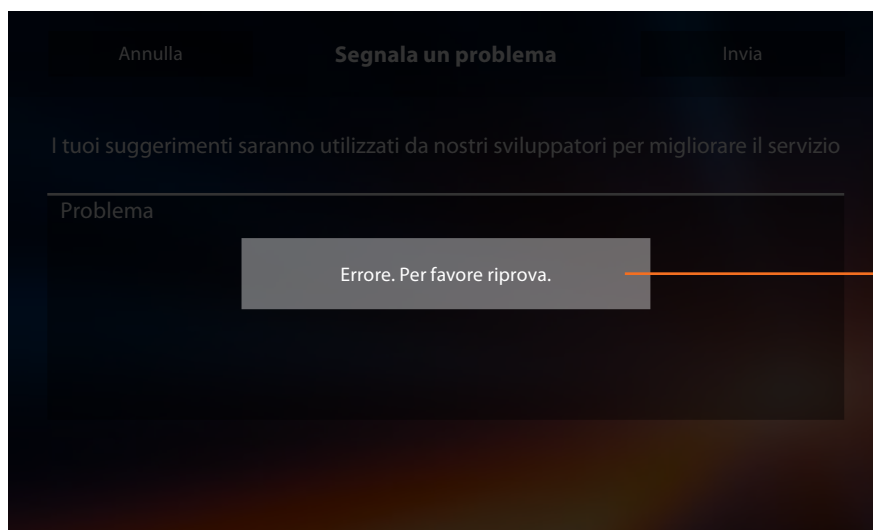 Annulla Segnala un problema Invia
I tuoi suggerimenti saranno utilizzati da nostri sviluppatori per migliorare il servizio
Problema
Errore. Per favore riprova.